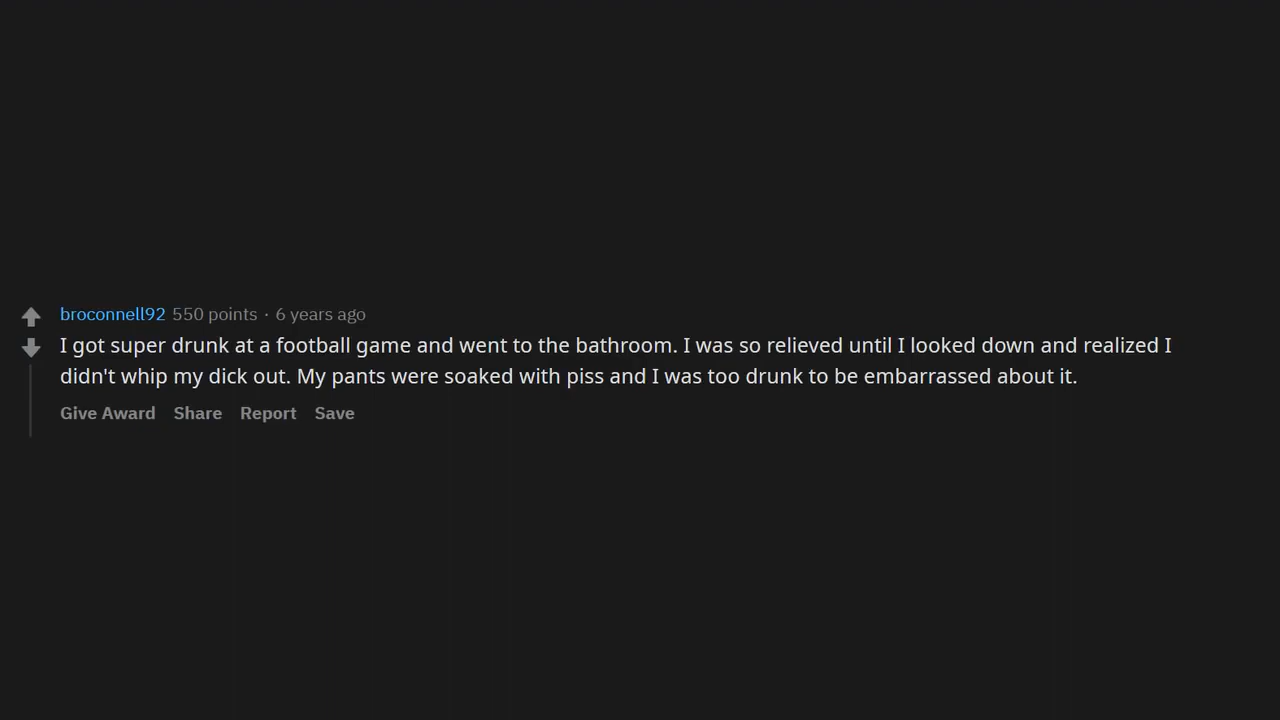 broconnell92 550 points · 6 years ago
I got super drunk at a football game and went to the bathroom. I was so relieved until I looked down and realized I
didn't whip my dick out. My pants were soaked with piss and I was too drunk to be embarrassed about it.
Give Award Share Report Save